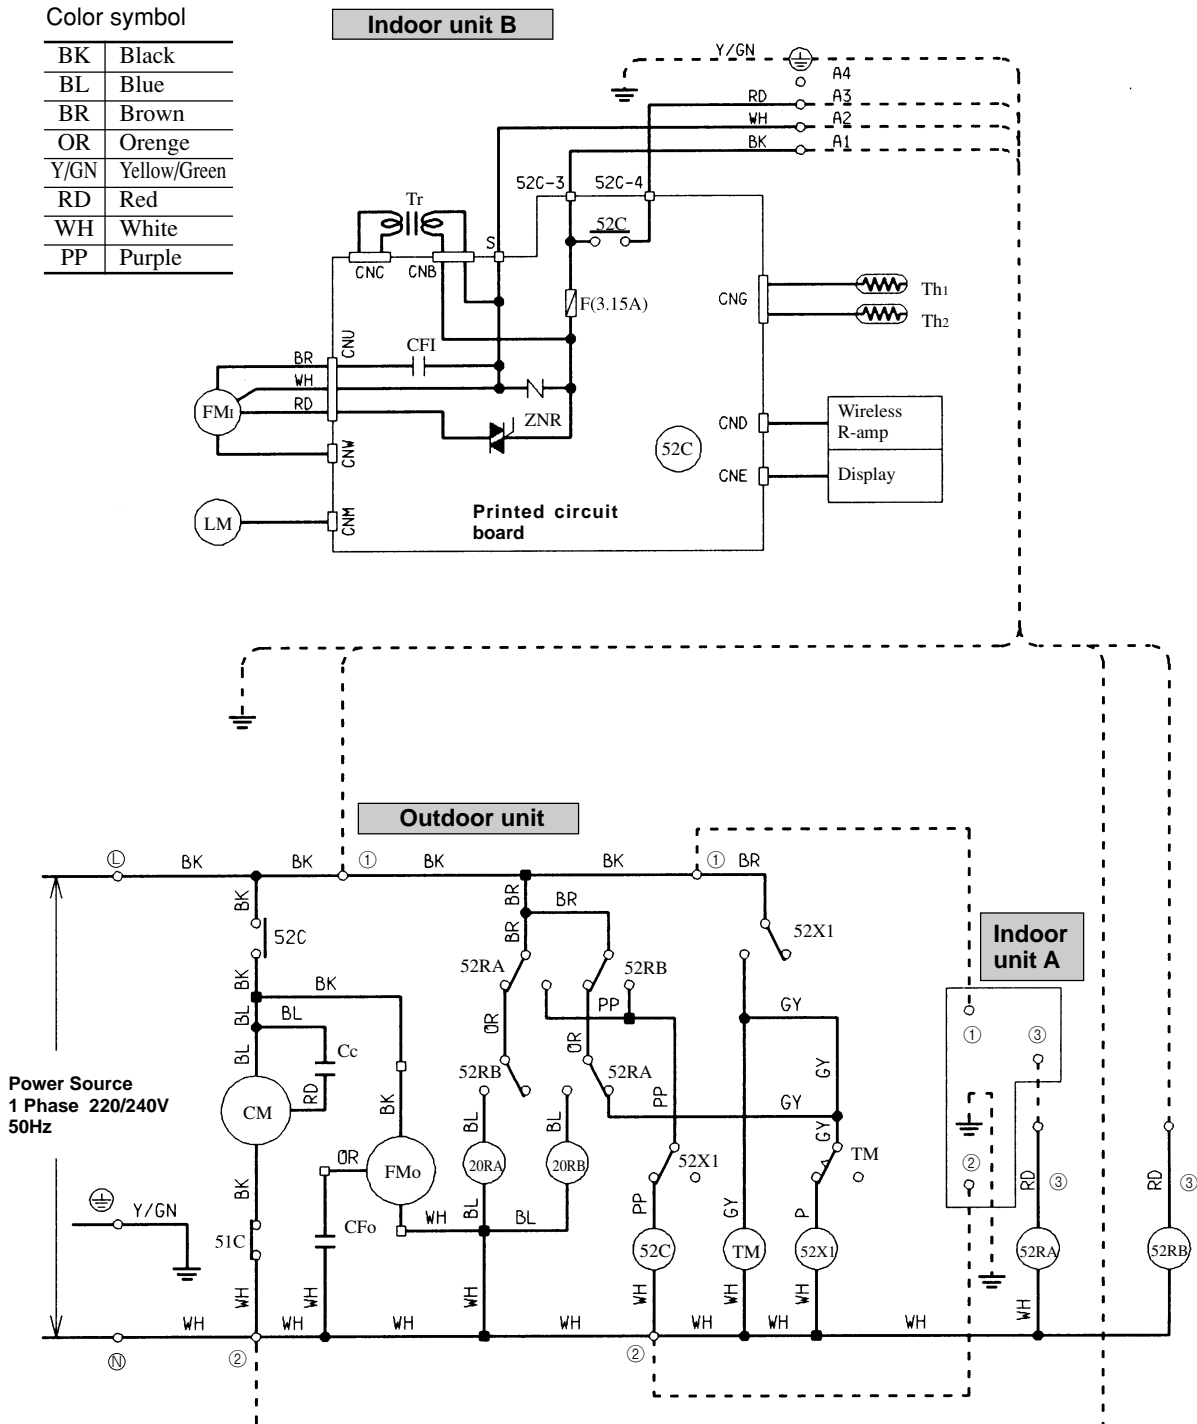 Color symbol
BK Black
BL Blue
BR Brown
OR Orenge
Y/GN Yellow/Green
RD Red
WH White
PP Purple
Indoor unit B
Y/GN
A4
RD A3
WH A2
BK A1
52C-3 52C-4
Tr
S
52C
CNC CNB
F(3.15A)
CNG
Th1
Th2
CNU
CFI
BR
WH
RD
FMI
ZNR
CNW
52C
CND
Wireless
R-amp
CNE
Display
LM
CNM
Printed circuit
board
Outdoor unit
L BK BK ① BK BK ① BR
BK
52C
BR
BR
BR
52X1
Indoor
unit A
BK
BK
52RA
52RB
PP
GY
BL
BL
OR
OR
①
③
BL
Cc
52RB
52RA
PP
GY
Power Source
1 Phase 220/240V
50Hz
CM
RD
BK
GY
BL
BL
GY
BK
OR
FMo
20RA
20RB
52X1
TM
②
RD
③
RD
③
Y/GN
51C
CFo
WH
BL
BL
PP
GY
P
52C
TM
52X1
52RA
52RB
WH
WH
WH
WH
WH
WH
WH
WH WH WH WH WH WH WH
N ② ②